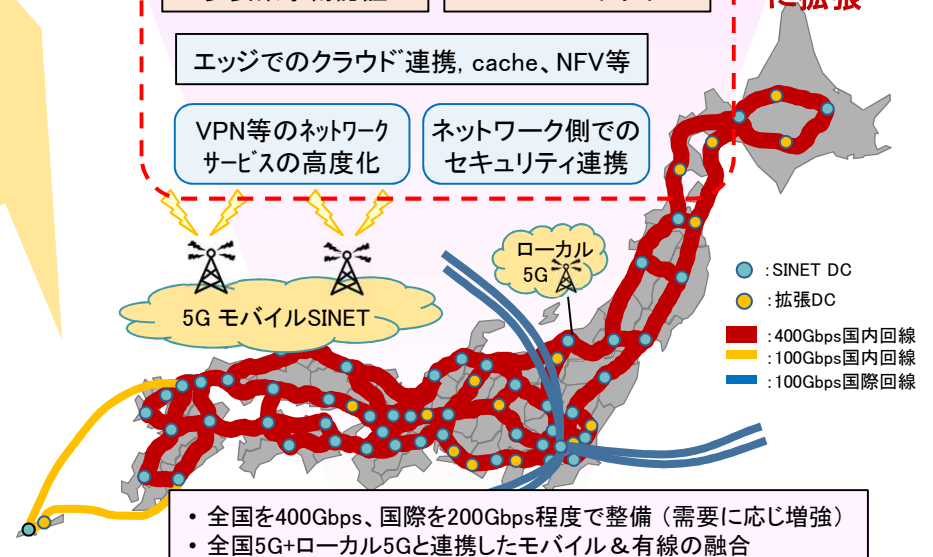 に拡張
エッジでのクラウド連携, cache、NFV等
VPN等のネットワーク
サービスの高度化
ネットワーク側での
セキュリティ連携
ローカル
5G
5G モバイルSINET
:SINET DC
:拡張DC
:400Gbps国内回線
:100Gbps国内回線
:100Gbps国際回線
• 全国を400Gbps、国際を200Gbps程度で整備（需要に応じ増強）
• 全国5G+ローカル5Gと連携したモバイル＆有線の融合